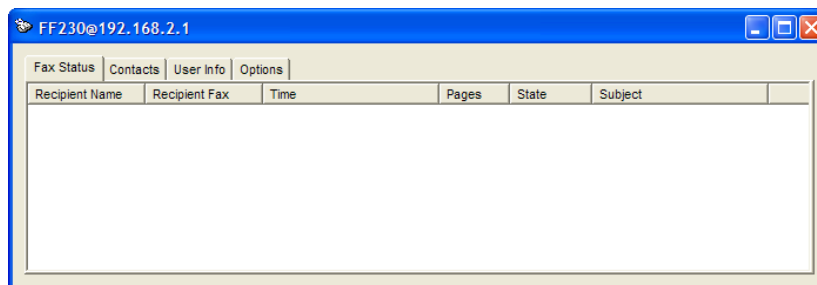 FF230@192.168.2.1
Fax Status Contacts User Info Options
Recipient Name Recipient Fax Time Pages State Subject